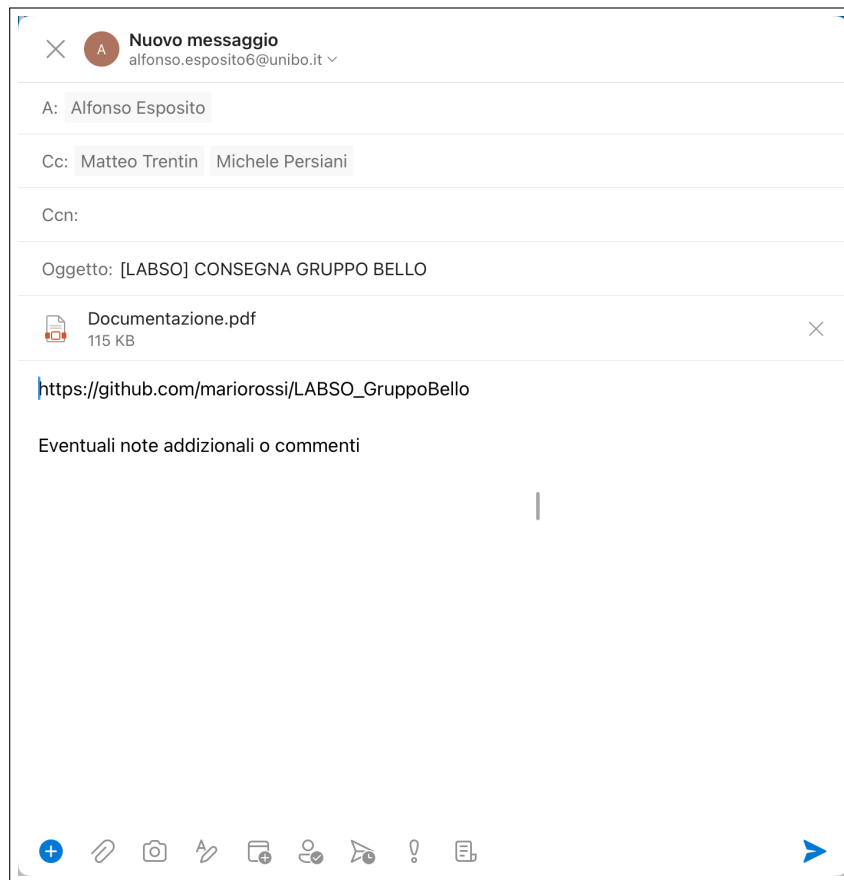 A
Nuovo messaggio
alfonso.esposito6@unibo.it
A: Alfonso Esposito
Cc: Matteo Trentin Michele Persiani
Ccn:
Oggetto: [LABSO] CONSEGNA GRUPPO BELLO
Documentazione.pdf
115 KB
https://github.com/mariorossi/LABSO_GruppoBello
Eventuali note addizionali o commenti